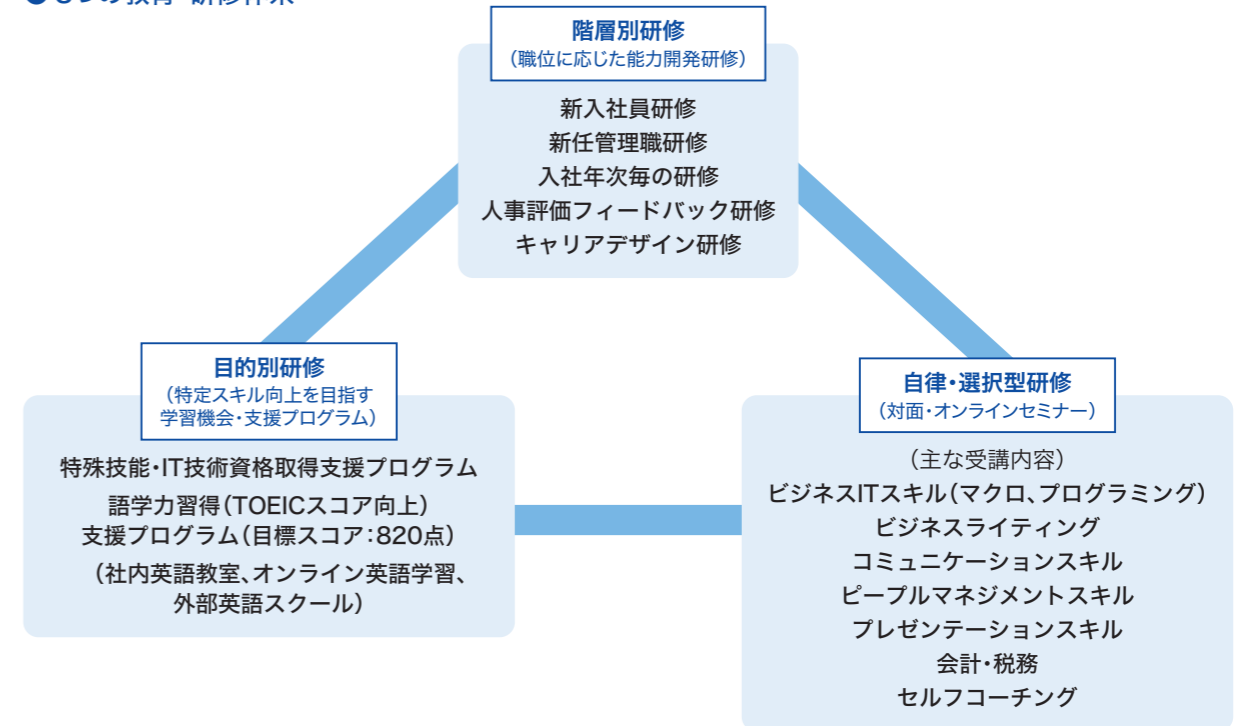 階層別研修
（職位に応じた能力開発研修）
新入社員研修
新任管理職研修
入社年次毎の研修
人事評価フィードバック研修
キャリアデザイン研修
目的別研修
（特定スキル向上を目指す
学習機会・支援プログラム）
特殊技能・IT技術資格取得支援プログラム
語学力習得（TOEICスコア向上）
支援プログラム（目標スコア：820点）
（社内英語教室、オンライン英語学習、
外部英語スクール）
自律・選択型研修
（対面・オンラインセミナー）
（主な受講内容）
ビジネスITスキル（マクロ、プログラミング）
ビジネスライティング
コミュニケーションスキル
ピープルマネジメントスキル
プレゼンテーションスキル
会計・税務
セルフコーチング